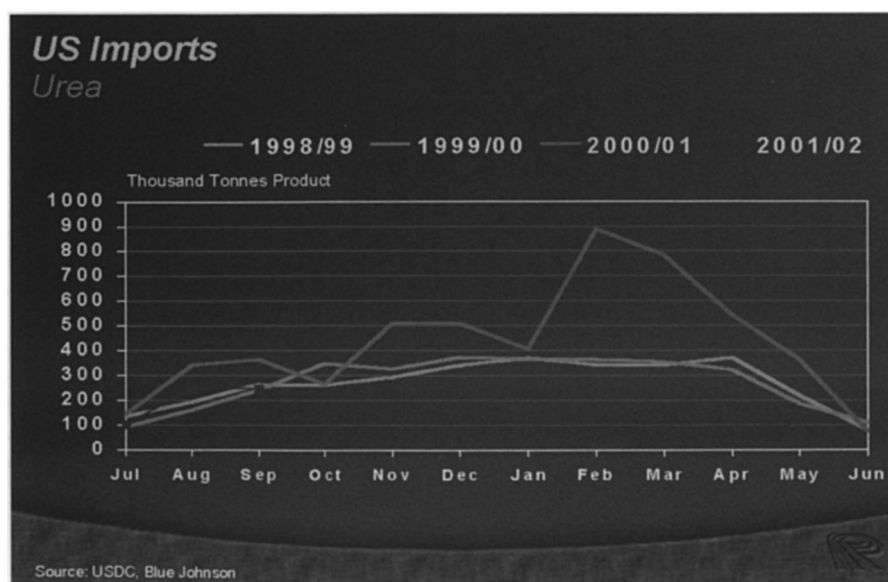 US Imports
Urea
1998/99 1999/00 2000/01 2001/02
Thousand Tonnes Product
1000
900
800
700
600
500
400
300
200
100
0
Jul Aug Sep Oct Nov Dec Jan Feb Mar Apr May Jun
Source: USDC, Blue Johnson